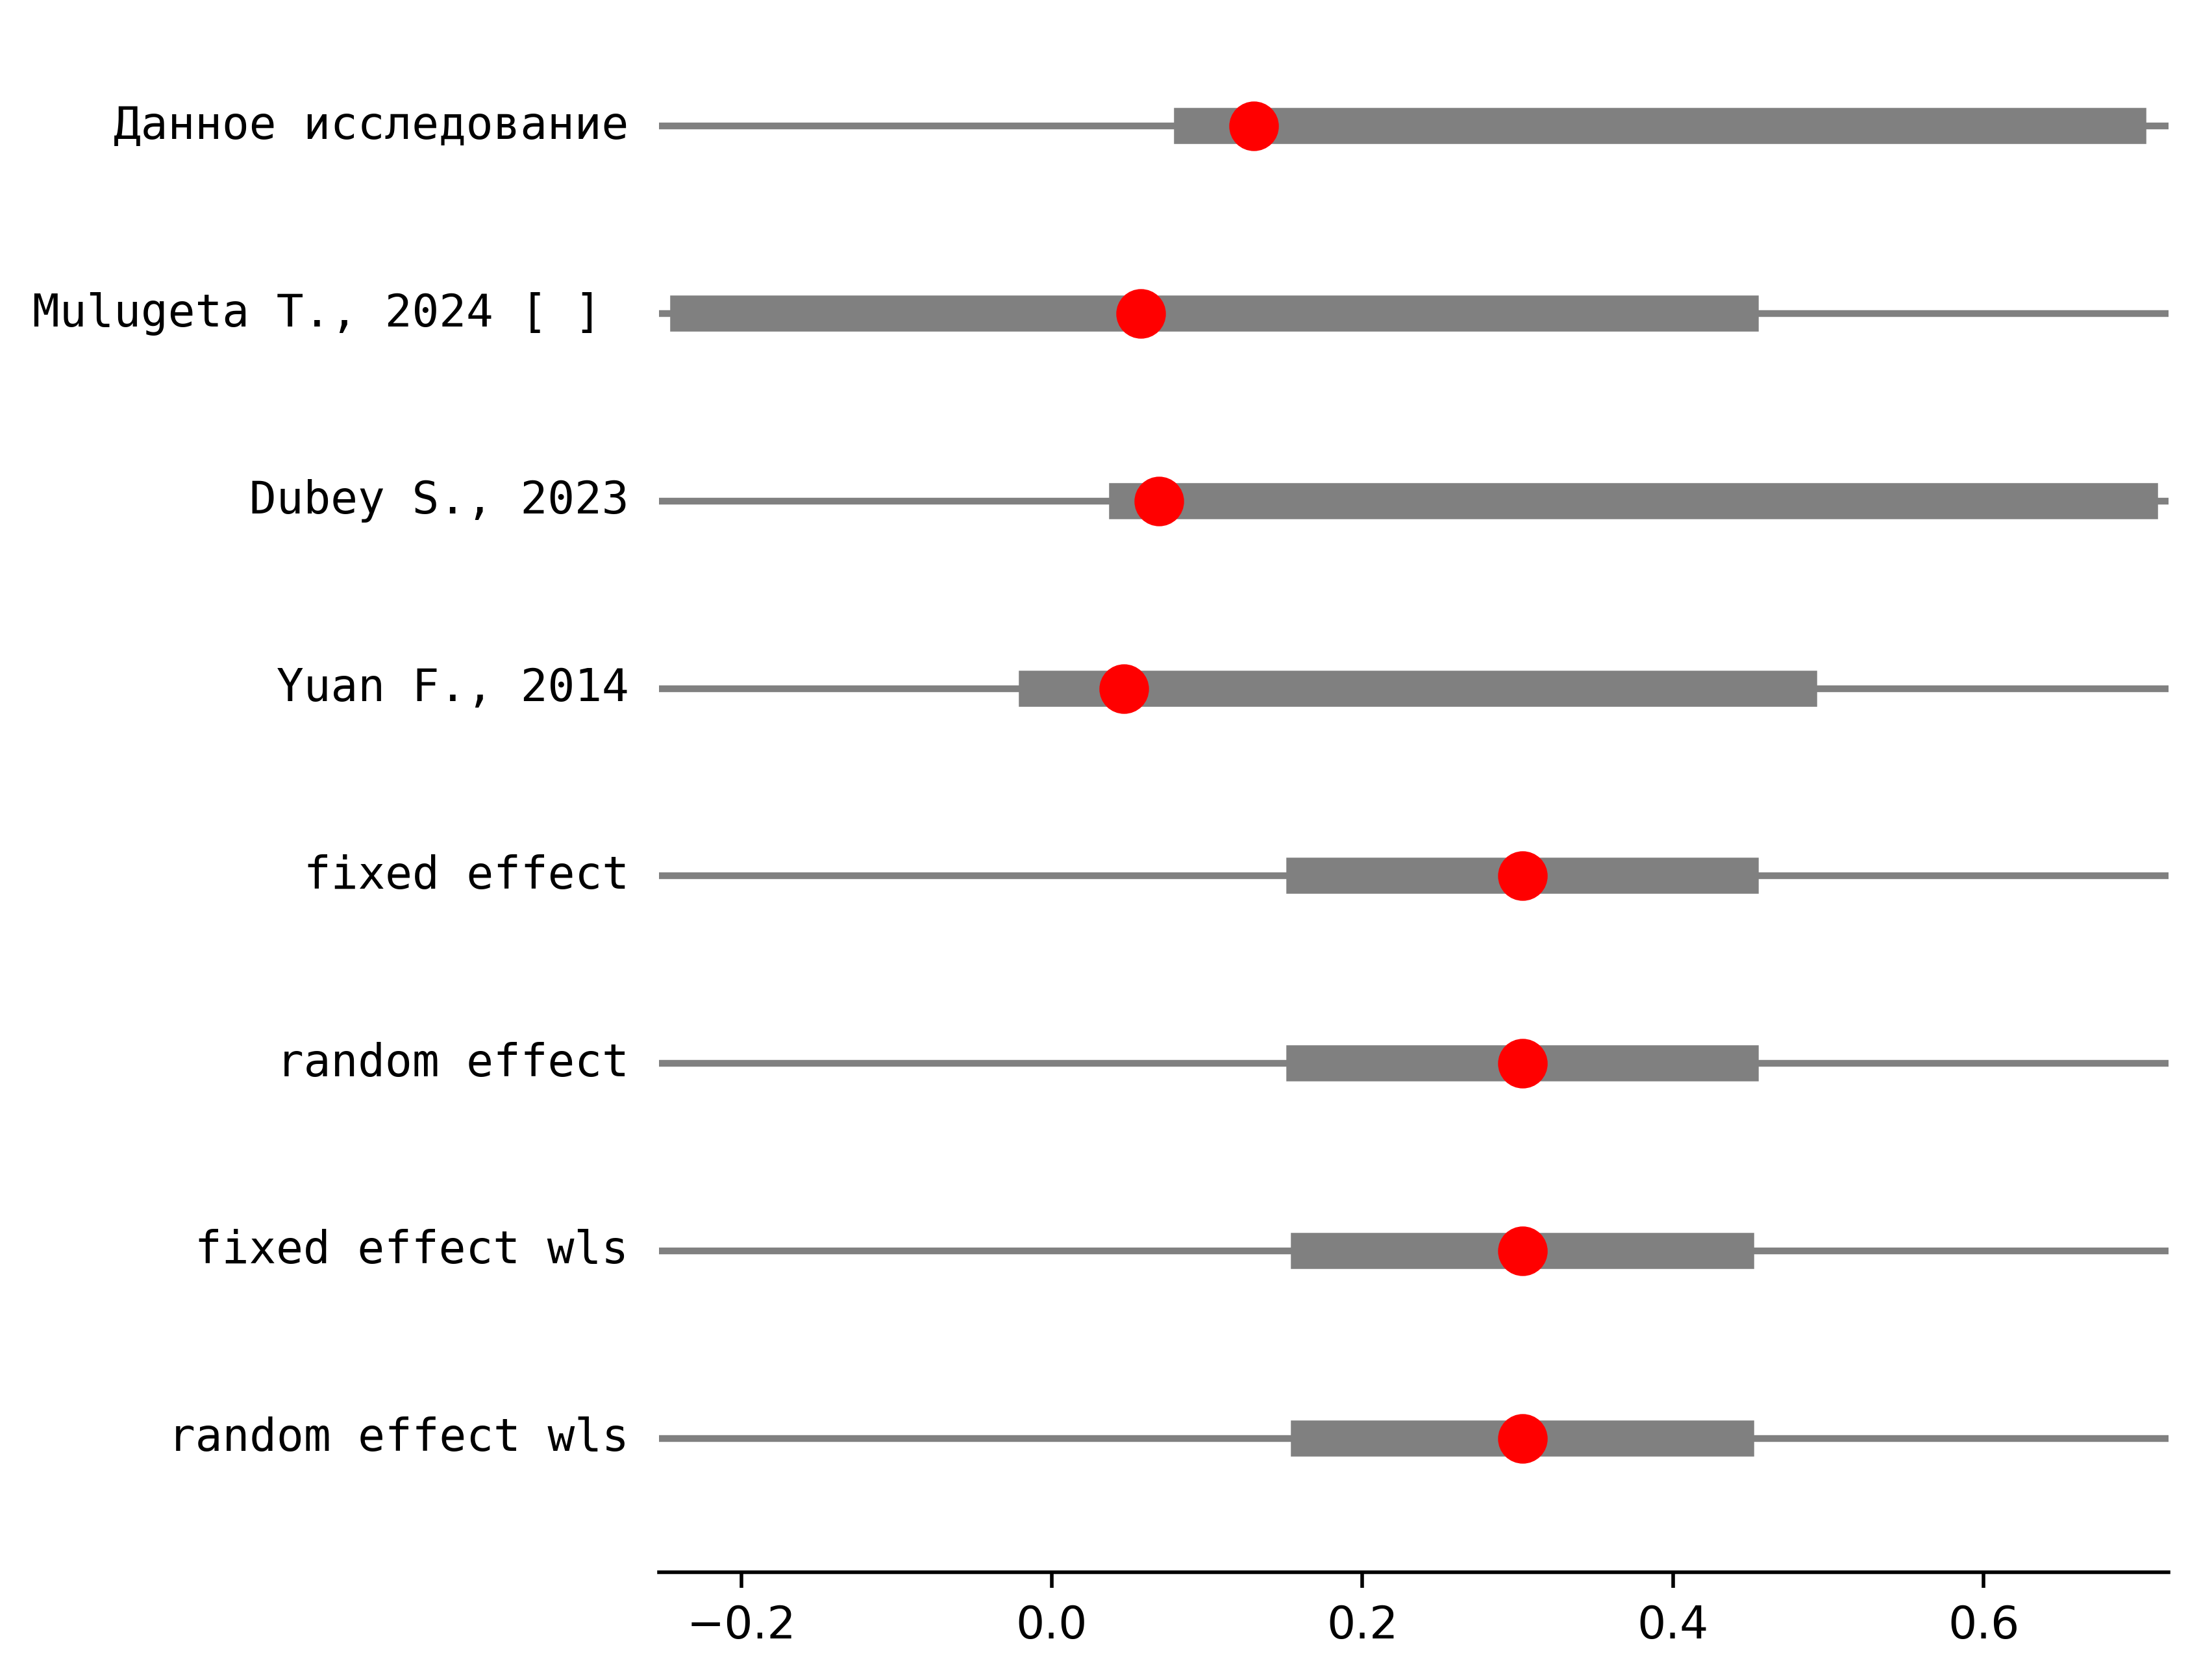 Данное исследование
Mulugeta T., 2024 [ ]
Dubey S., 2023
Yuan F., 2014
fixed effect
random effect
fixed effect wls
random effect wls
−0.2 0.0 0.2 0.4 0.6